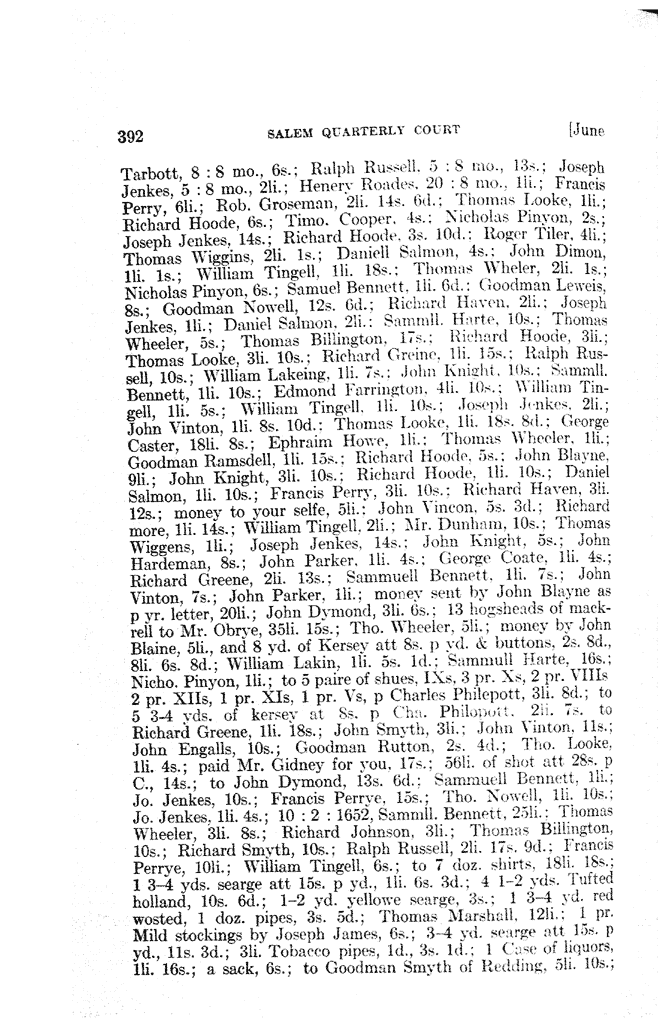 392 SALEM QUARTERLY COURT [June
Tarbott, 8 : 8 mo., 6s.; Ralph Russell, 5 : 8 mo., 13s.; Joseph
Jenkes, 5 : 8 mo., 2li.; Henery Roades, 20 : 8 mo., 1li.; Francis
Perry, 6li.; Rob. Groseman, 2li. 14s. 6d.; Thomas Looke, 1li.;
Richard Hoode, 6s.; Timo. Cooper, 4s.; Nicholas Pinyon, 2s.;
Joseph Jenkes, 14s.; Richard Hoode, 3s. 10d.; Roger Tiler, 4li.;
Thomas Wiggins, 2li. 1s.; Daniell Salmon, 4s.; John Dimon,
1li. 1s.; William Tingell, 1li. 18s.; Thomas Wheler, 2li. 1s.;
Nicholas Pinyon, 6s.; Samuel Bennett, 1li. 6d.; Goodman Leweis,
8s.; Goodman Nowell, 12s. 6d.; Richard Haven, 2li.; Joseph
Jenkes, 1li.; Daniel Salmon, 2li.; Sammll. Harte, 10s.; Thomas
Wheeler, 5s.; Thomas Billington, 17s.; Richard Hoode, 3li.;
Thomas Looke, 3li. 10s.; Richard Greine, 1li. 15s.; Ralph Rus-
sell, 10s.; William Lakeing, 1li. 7s.; John Knight, 10s.; Sammll.
Bennett, 1li. 10s.; Edmond Farrington, 4li. 10s.; William Tin-
gell, 1li. 5s.; William Tingell, 1li. 10s.; Joseph Jenkes, 2li.;
John Vinton, 1li. 8s. 10d.; Thomas Looke, 1li. 18s. 8d.; George
Caster, 18li. 8s.; Ephraim Howe, 1li.; Thomas Wheeler, 1li.;
Goodman Ramsdell, 1li. 15s.; Richard Hoode, 5s.; John Blayne,
9li.; John Knight, 3li. 10s.; Richard Hoode, 1li. 10s.; Daniel
Salmon, 1li. 10s.; Francis Perry, 3li. 10s.; Richard Haven, 3li.
12s.; money to your selfe, 5li.; John Vincon, 5s. 3d.; Richard
more, 1li. 14s.; William Tingell, 2li.; Mr. Dunham, 10s.; Thomas
Wiggens, 1li.; Joseph Jenkes, 14s.; John Knight, 5s.; John
Hardeman, 8s.; John Parker, 1li. 4s.; George Coate, 1li. 4s.;
Richard Greene, 2li. 13s.; Sammuell Bennett, 1li. 7s.; John
Vinton, 7s.; John Parker, 1li.; money sent by John Blayne as
p yr. letter, 20li.; John Dymond, 3li. 6s.; 13 hogsheads of mack-
rell to Mr. Obrye, 35li. 15s.; Tho. Wheeler, 5li.; money by John
Blaine, 5li., and 8 yd. of Kersey att 8s. p yd. & buttons, 2s. 8d.,
8li. 6s. 8d.; William Lakin, 1li. 5s. 1d.; Sammull Harte, 16s.;
Nicho. Pinyon, 1li.; to 5 paire of shues, IXs, 3 pr. Xs, 2 pr. VIIIs
2 pr. XIIs, 1 pr. XIs, 1 pr. Vs, p Charles Philepott, 3li. 8d.; to
5 3-4 yds. of kersey at 8s. p Cha. Philopott, 2li. 7s. to
Richard Greene, 1li. 18s.; John Smyth, 3li.; John Vinton, 11s.;
John Engalls, 10s.; Goodman Rutton, 2s. 4d.; Tho. Looke,
1li. 4s.; paid Mr. Gidney for you, 17s.; 56li. of shot att 28s. p
C., 14s.; to John Dymond, 13s. 6d.; Sammuell Bennett, 1li.;
Jo. Jenkes, 10s.; Francis Perrye, 15s.; Tho. Nowell, 1li. 10s.;
Jo. Jenkes, 1li. 4s.; 10 : 2 : 1652, Sammll. Bennett, 25li.; Thomas
Wheeler, 3li. 8s.; Richard Johnson, 3li.; Thomas Billington,
10s.; Richard Smyth, 10s.; Ralph Russell, 2li. 17s. 9d.; Francis
Perrye, 10li.; William Tingell, 6s.; to 7 doz. shirts, 18li. 18s.;
1 3-4 yds. searge att 15s. p yd., 1li. 6s. 3d.; 4 1-2 yds. Tufted
holland, 10s. 6d.; 1-2 yd. yellowe searge, 3s.; 1 3-4 yd. red
wosted, 1 doz. pipes, 3s. 5d.; Thomas Marshall, 12li.; 1 pr.
Mild stockings by Joseph James, 6s.; 3-4 yd. searge att 15s. p
yd., 11s. 3d.; 3li. Tobacco pipes, 1d., 3s. 1d.; 1 Case of liquors,
1li. 16s.; a sack, 6s.; to Goodman Smyth of Redding, 5li. 10s.;